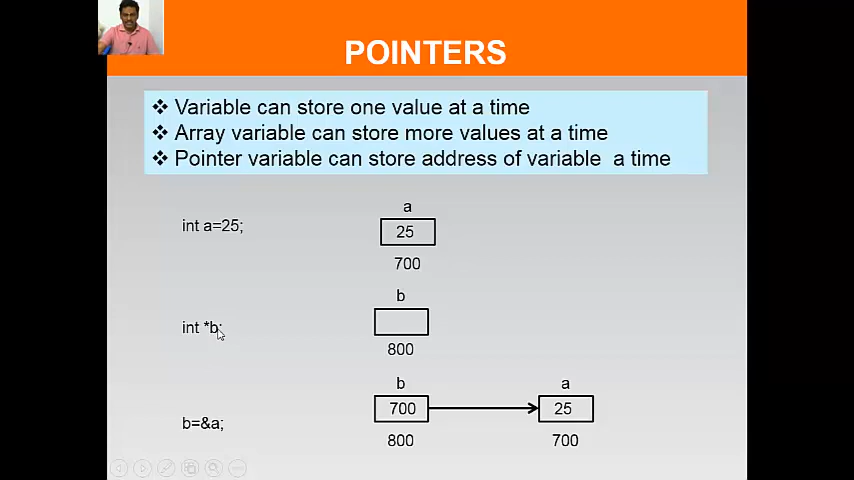 POINTERS
❖ Variable can store one value at a time
❖ Array variable can store more values at a time
❖ Pointer variable can store address of variable a time
a
int a=25;
25
700
b
int *b;
800
b a
700 25
b=&a;
800 700